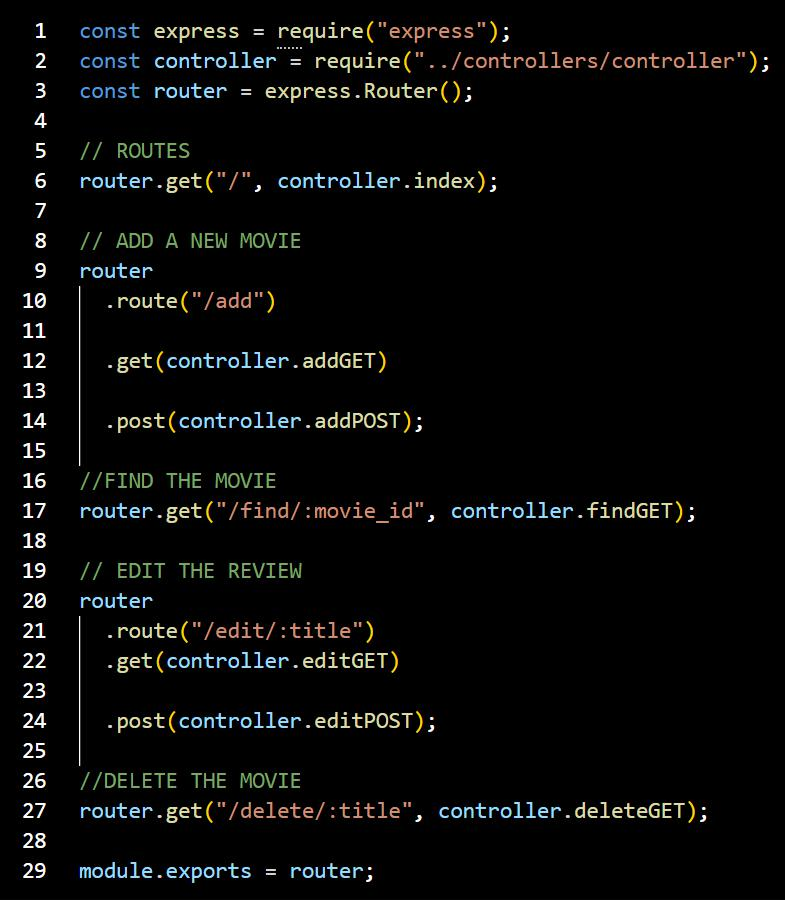 1 const express = require("express");
2 const controller = require("../controllers/controller");
3 const router = express.Router();
4
5 // ROUTES
6 router.get("/", controller.index);
7
8 // ADD A NEW MOVIE
9 router
10 .route("/add")
11
12 .get(controller.addGET)
13
14 .post(controller.addPOST);
15
16 //FIND THE MOVIE
17 router.get("/find/:movie_id", controller.findGET);
18
19 // EDIT THE REVIEW
20 router
21 .route("/edit/:title")
22 .get(controller.editGET)
23
24 .post(controller.editPOST);
25
26 //DELETE THE MOVIE
27 router.get("/delete/:title", controller.deleteGET);
28
29 module.exports = router;